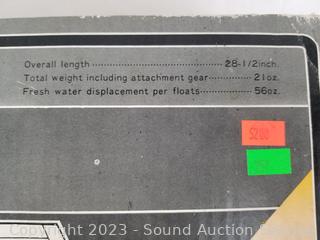 Overall length 28-1/2inch.
Total weight including attachment gear 21oz.
Fresh water displacement per floats 56oz.
Copyright 2023 - Sound Auction Service